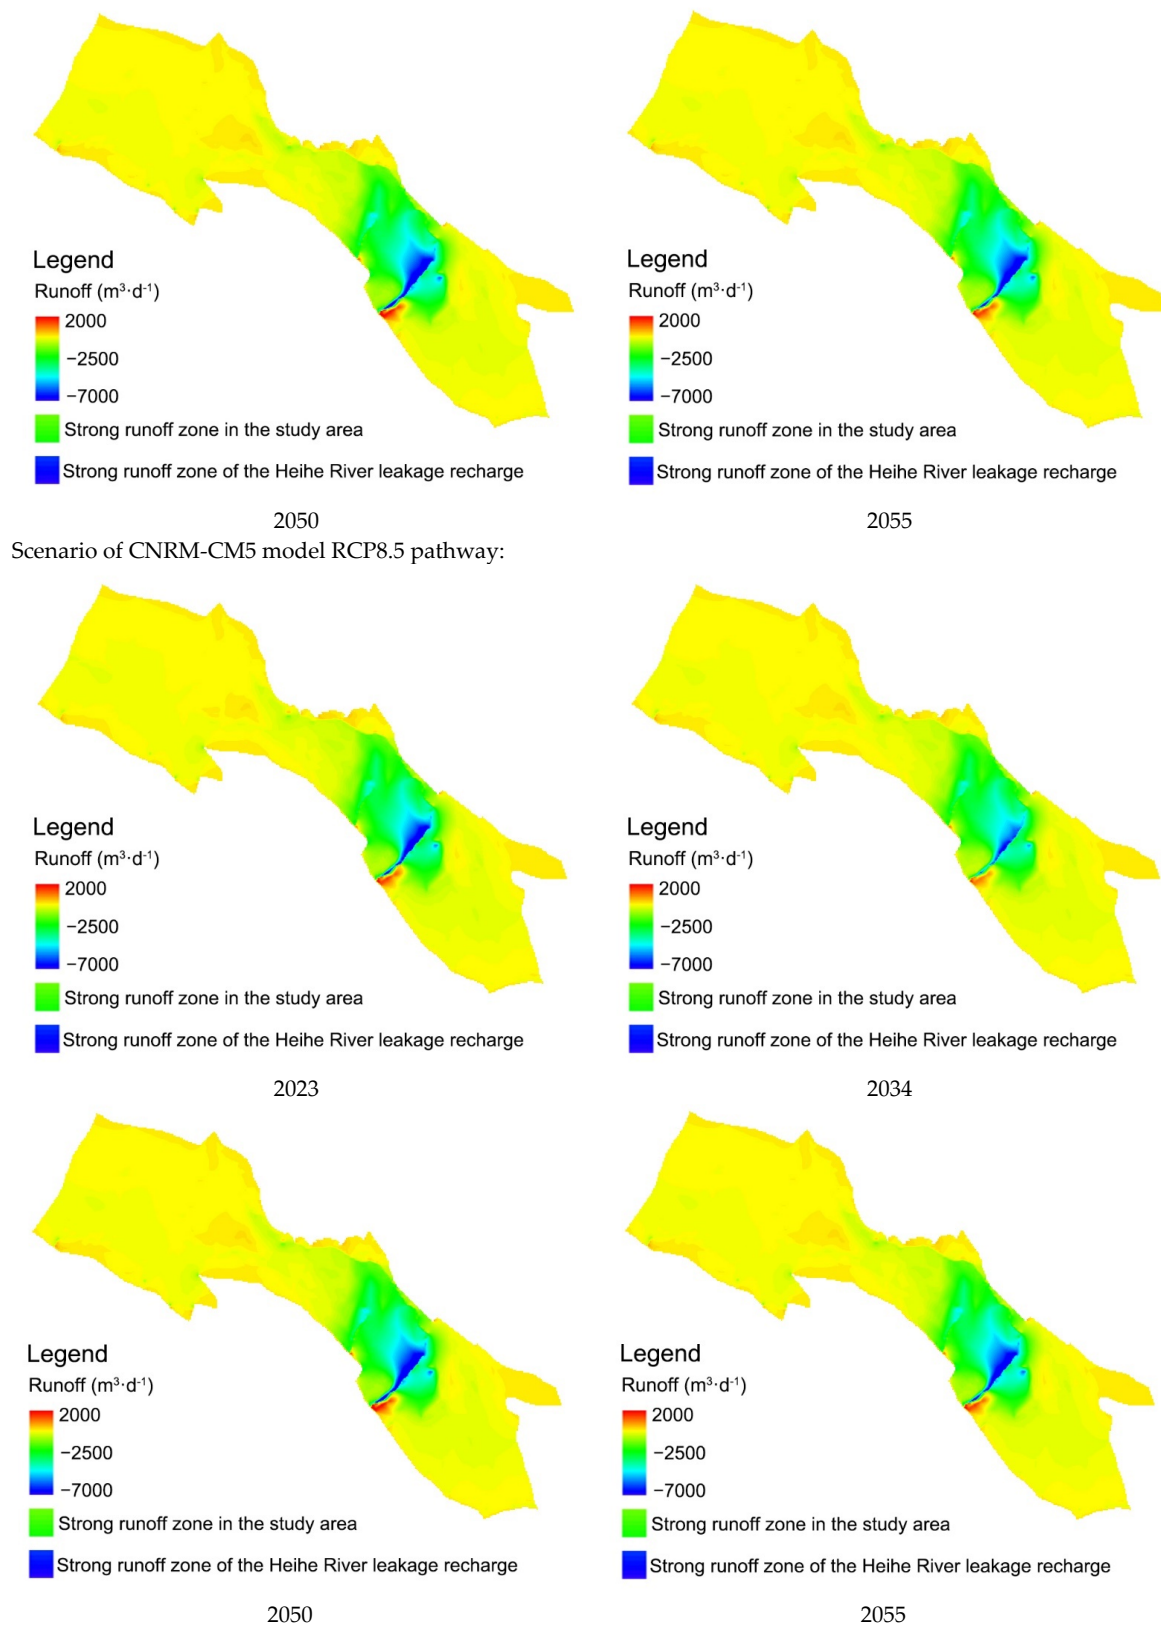 Legend
Runoff (m³·d⁻¹)
2000
−2500
−7000
Strong runoff zone in the study area
Strong runoff zone of the Heihe River leakage recharge
2050
Legend
Runoff (m³·d⁻¹)
2000
−2500
−7000
Strong runoff zone in the study area
Strong runoff zone of the Heihe River leakage recharge
2055
Scenario of CNRM-CM5 model RCP8.5 pathway:
Legend
Runoff (m³·d⁻¹)
2000
−2500
−7000
Strong runoff zone in the study area
Strong runoff zone of the Heihe River leakage recharge
2023
Legend
Runoff (m³·d⁻¹)
2000
−2500
−7000
Strong runoff zone in the study area
Strong runoff zone of the Heihe River leakage recharge
2034
Legend
Runoff (m³·d⁻¹)
2000
−2500
−7000
Strong runoff zone in the study area
Strong runoff zone of the Heihe River leakage recharge
2050
Legend
Runoff (m³·d⁻¹)
2000
−2500
−7000
Strong runoff zone in the study area
Strong runoff zone of the Heihe River leakage recharge
2055